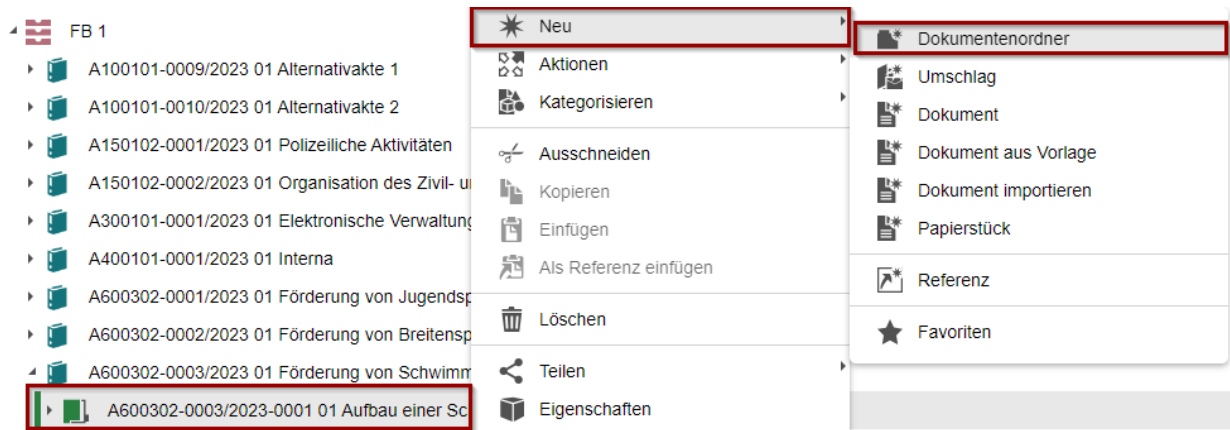 FB 1
A100101-0009/2023 01 Alternativakte 1
A100101-0010/2023 01 Alternativakte 2
A150102-0001/2023 01 Polizeiliche Aktivitäten
A150102-0002/2023 01 Organisation des Zivil- u
A300101-0001/2023 01 Elektronische Verwaltung
A400101-0001/2023 01 Interna
A600302-0001/2023 01 Förderung von Jugendsp
A600302-0002/2023 01 Förderung von Breitensp
A600302-0003/2023 01 Förderung von Schwimm
A600302-0003/2023-0001 01 Aufbau einer Sc
Neu
Aktionen
Kategorisieren
Ausschneiden
Kopieren
Einfügen
Als Referenz einfügen
Löschen
Teilen
Eigenschaften
Dokumentenordner
Umschlag
Dokument
Dokument aus Vorlage
Dokument importieren
Papierstück
Referenz
Favoriten